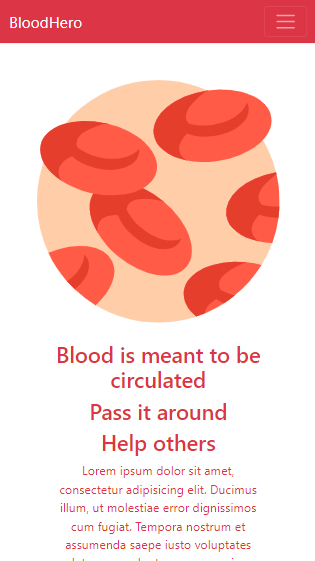 BloodHero
Blood is meant to be
circulated
Pass it around
Help others
Lorem ipsum dolor sit amet,
consectetur adipisicing elit. Ducimus
illum, ut molestiae error dignissimos
cum fugiat. Tempora nostrum et
assumenda saepe iusto voluptates